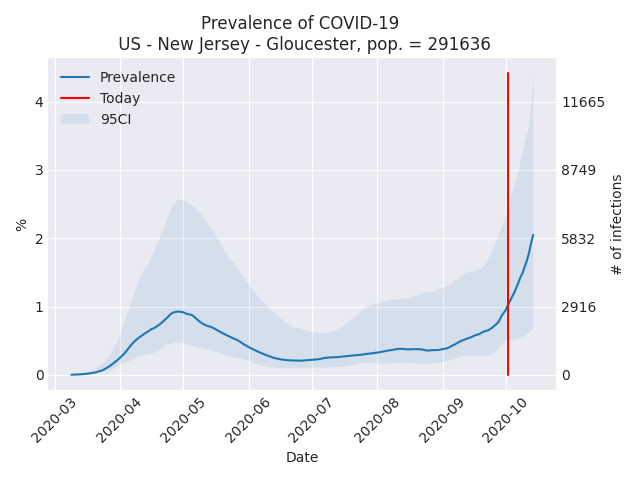 Prevalence of COVID-19
US - New Jersey - Gloucester, pop. = 291636
Prevalence
Today
95CI
4
3
2
1
0
%
11665
8749
5832
2916
0
# of infections
2020-03
2020-04
2020-05
2020-06
2020-07
2020-08
2020-09
2020-10
Date